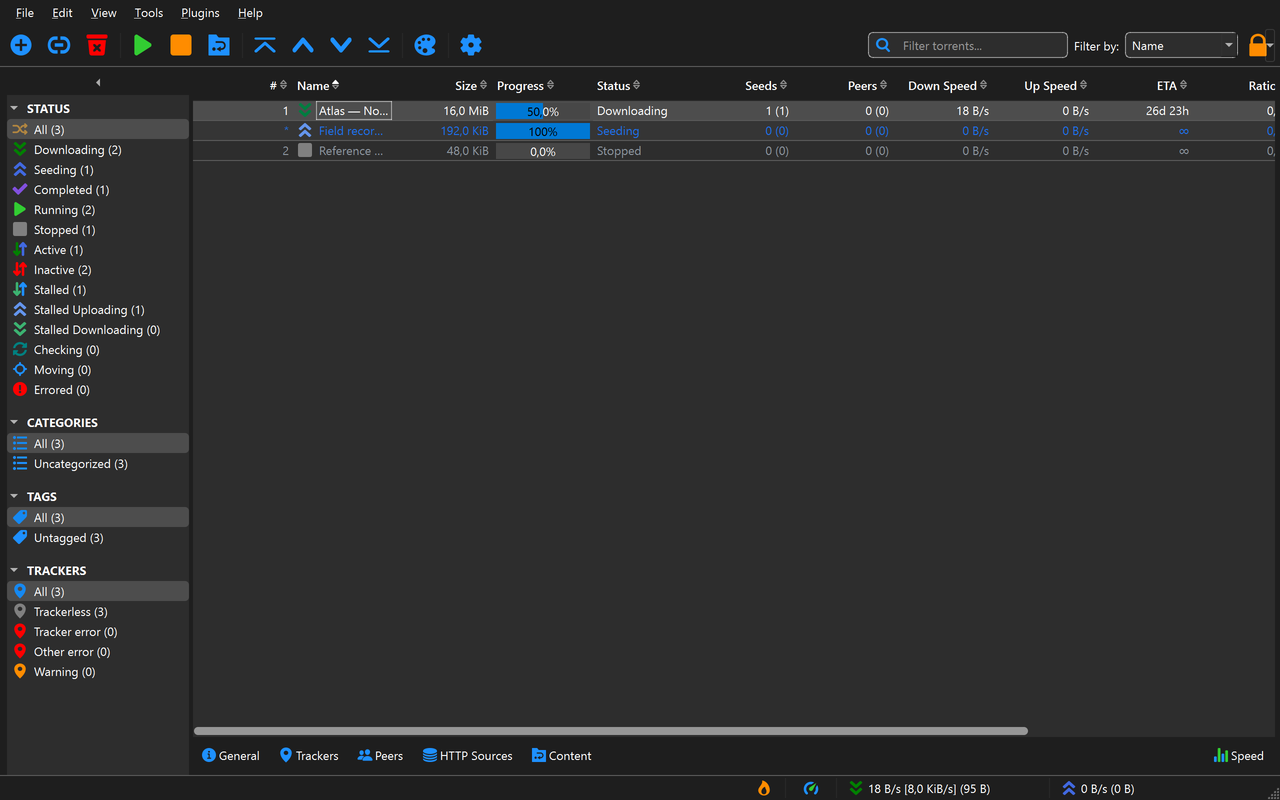 File Edit View Tools Plugins Help
Filter torrents... Filter by: Name
# Name Size Progress Status Seeds Peers Down Speed Up Speed ETA Ratio
1 Atlas — No... 16,0 MiB 50,0% Downloading 1 (1) 0 (0) 18 B/s 0 B/s 26d 23h 0,
* Field recor... 192,0 KiB 100% Seeding 0 (0) 0 (0) 0 B/s 0 B/s ∞ 0,
2 Reference ... 48,0 KiB 0,0% Stopped 0 (0) 0 (0) 0 B/s 0 B/s ∞ 0,
STATUS
All (3)
Downloading (2)
Seeding (1)
Completed (1)
Running (2)
Stopped (1)
Active (1)
Inactive (2)
Stalled (1)
Stalled Uploading (1)
Stalled Downloading (0)
Checking (0)
Moving (0)
Errored (0)
CATEGORIES
All (3)
Uncategorized (3)
TAGS
All (3)
Untagged (3)
TRACKERS
All (3)
Trackerless (3)
Tracker error (0)
Other error (0)
Warning (0)
General Trackers Peers HTTP Sources Content Speed
18 B/s [8,0 KiB/s] (95 B) 0 B/s (0 B)